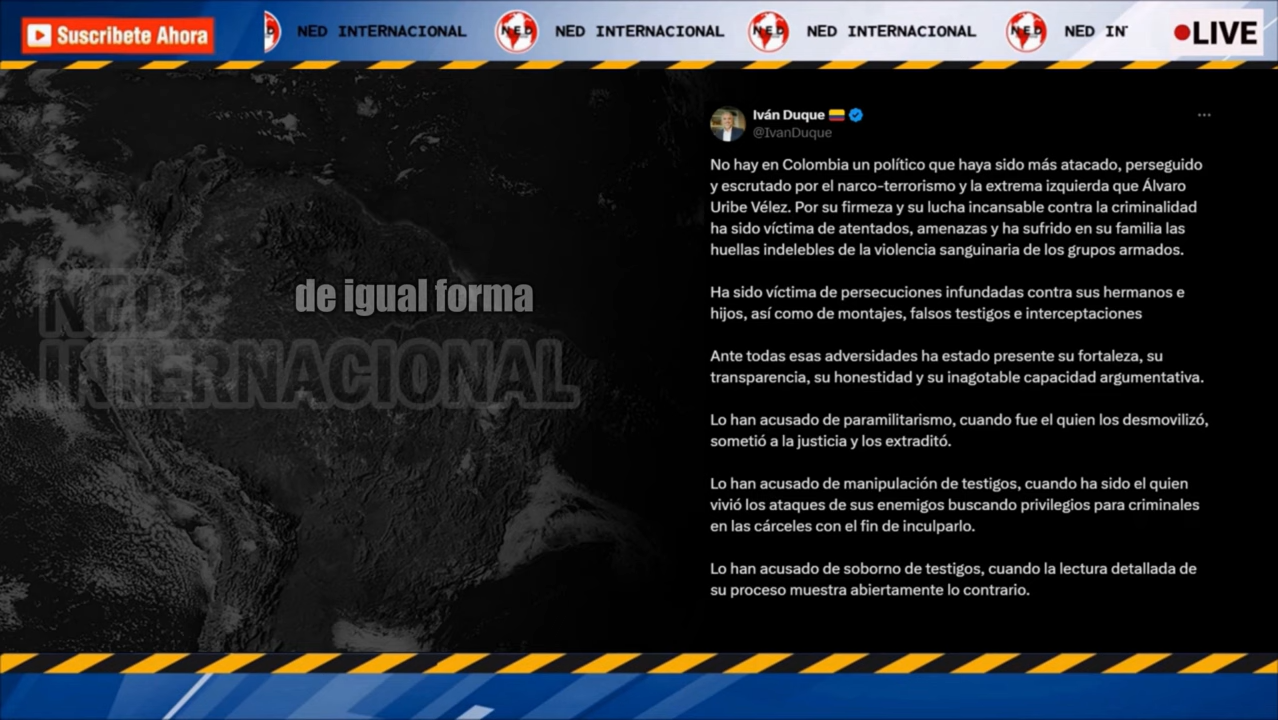 Suscribete Ahora
NED INTERNACIONAL
NED
NED INTERNACIONAL
NED
NED INTERNACIONAL
NED
NED IN
LIVE
Iván Duque
@IvanDuque
No hay en Colombia un político que haya sido más atacado, perseguido
y escrutado por el narco-terrorismo y la extrema izquierda que Álvaro
Uribe Vélez. Por su firmeza y su lucha incansable contra la criminalidad
ha sido víctima de atentados, amenazas y ha sufrido en su familia las
huellas indelebles de la violencia sanguinaria de los grupos armados.
Ha sido víctima de persecuciones infundadas contra sus hermanos e
hijos, así como de montajes, falsos testigos e interceptaciones
Ante todas esas adversidades ha estado presente su fortaleza, su
transparencia, su honestidad y su inagotable capacidad argumentativa.
Lo han acusado de paramilitarismo, cuando fue el quien los desmovilizó,
sometió a la justicia y los extraditó.
Lo han acusado de manipulación de testigos, cuando ha sido el quien
vivió los ataques de sus enemigos buscando privilegios para criminales
en las cárceles con el fin de inculparlo.
Lo han acusado de soborno de testigos, cuando la lectura detallada de
su proceso muestra abiertamente lo contrario.
de igual forma
NED
INTERNACIONAL